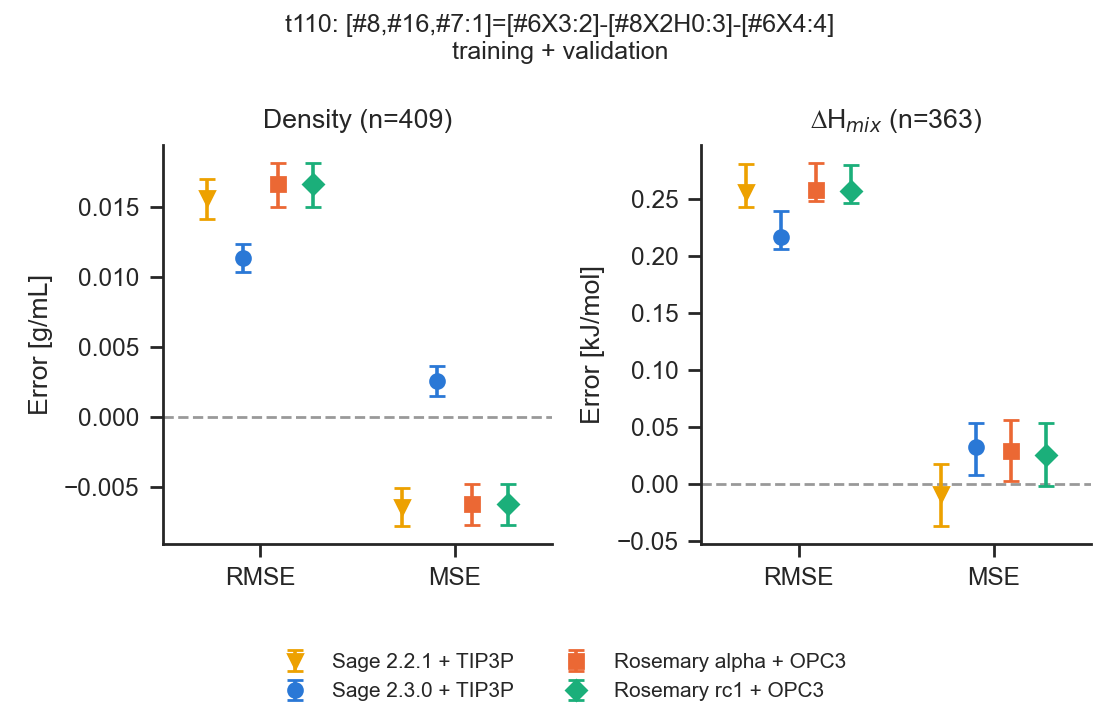 t110: [#8,#16,#7:1]=[#6X3:2]-[#8X2H0:3]-[#6X4:4]
training + validation
Density (n=409)
Error [g/mL]
0.015
0.010
0.005
0.000
−0.005
RMSE
MSE
ΔHmix (n=363)
Error [kJ/mol]
0.25
0.20
0.15
0.10
0.05
0.00
−0.05
RMSE
MSE
Sage 2.2.1 + TIP3P
Sage 2.3.0 + TIP3P
Rosemary alpha + OPC3
Rosemary rc1 + OPC3